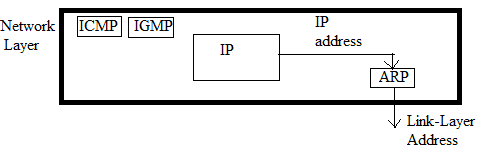 Network
Layer
ICMP
IGMP
IP
IP
address
ARP
Link-Layer
Address